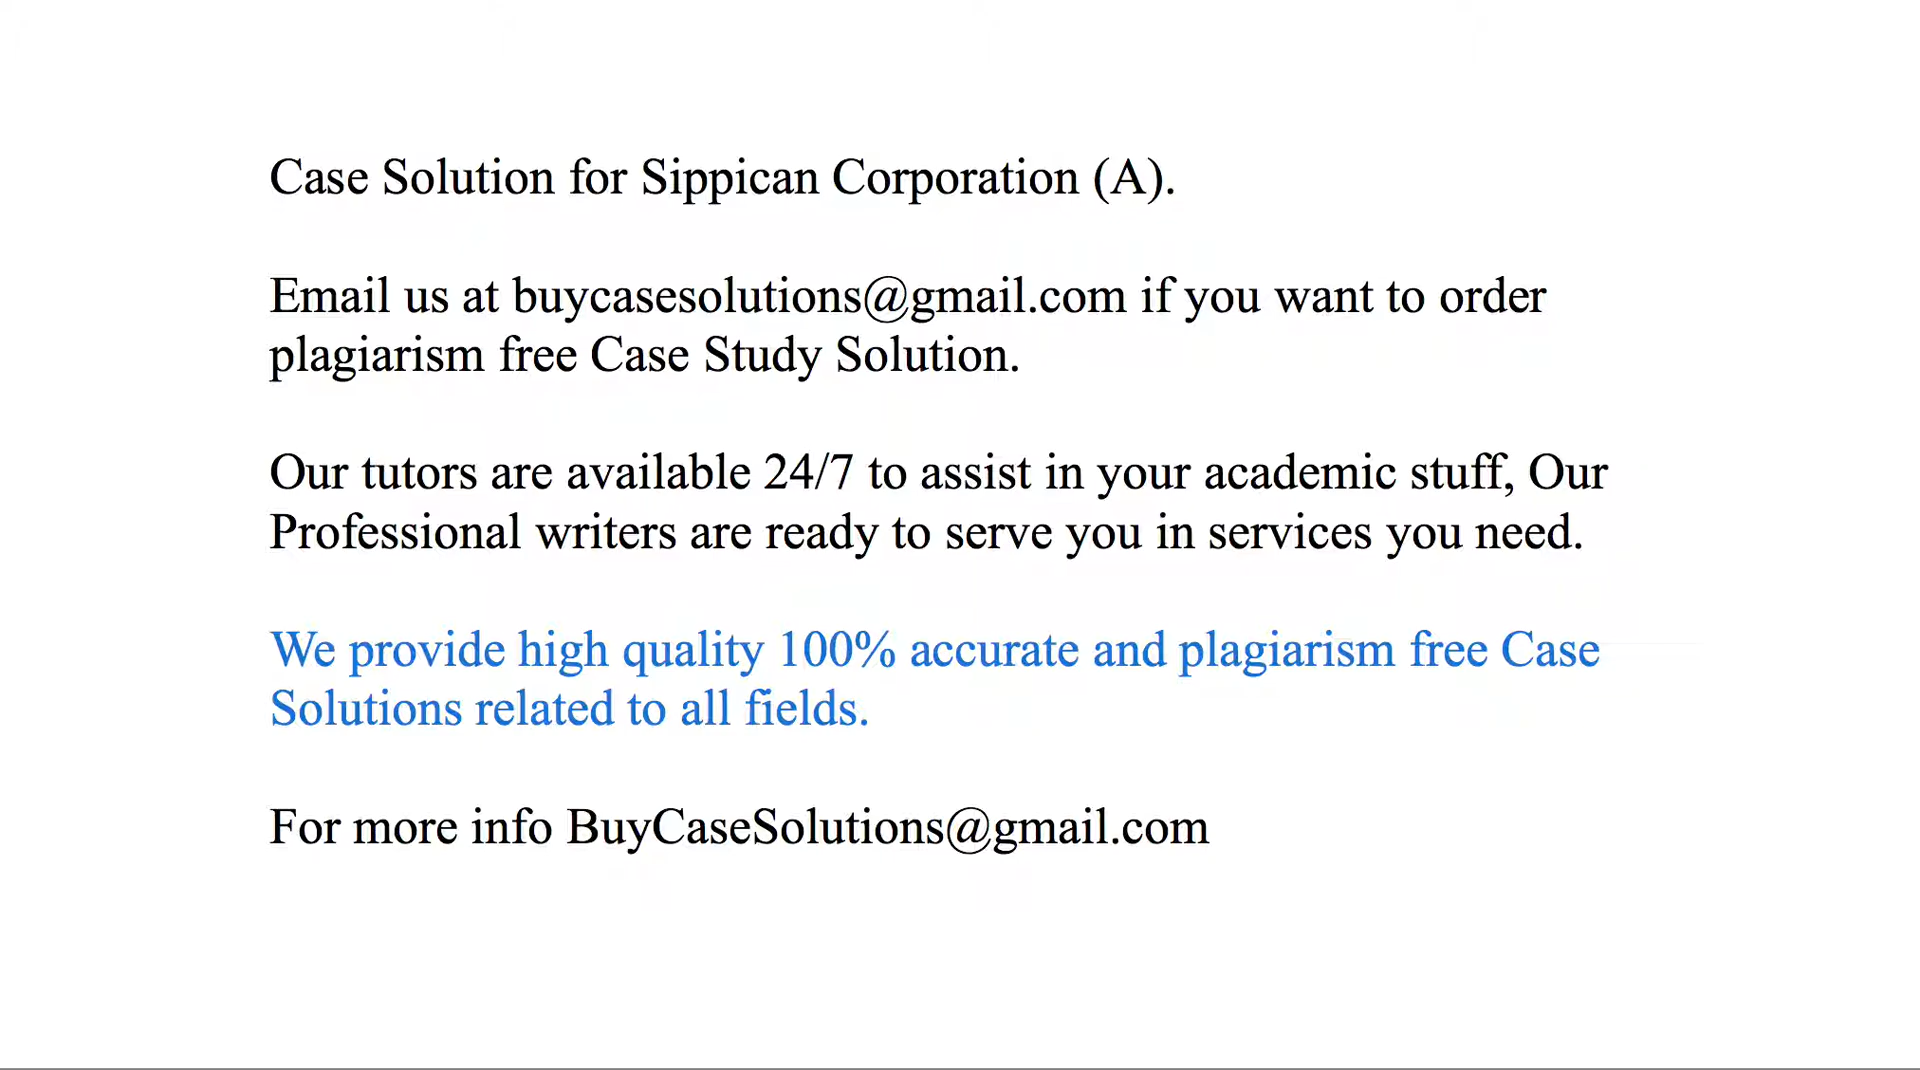 Case Solution for Sippican Corporation (A).
Email us at buycasesolutions@gmail.com if you want to order
plagiarism free Case Study Solution.
Our tutors are available 24/7 to assist in your academic stuff, Our
Professional writers are ready to serve you in services you need.
We provide high quality 100% accurate and plagiarism free Case
Solutions related to all fields.
For more info BuyCaseSolutions@gmail.com